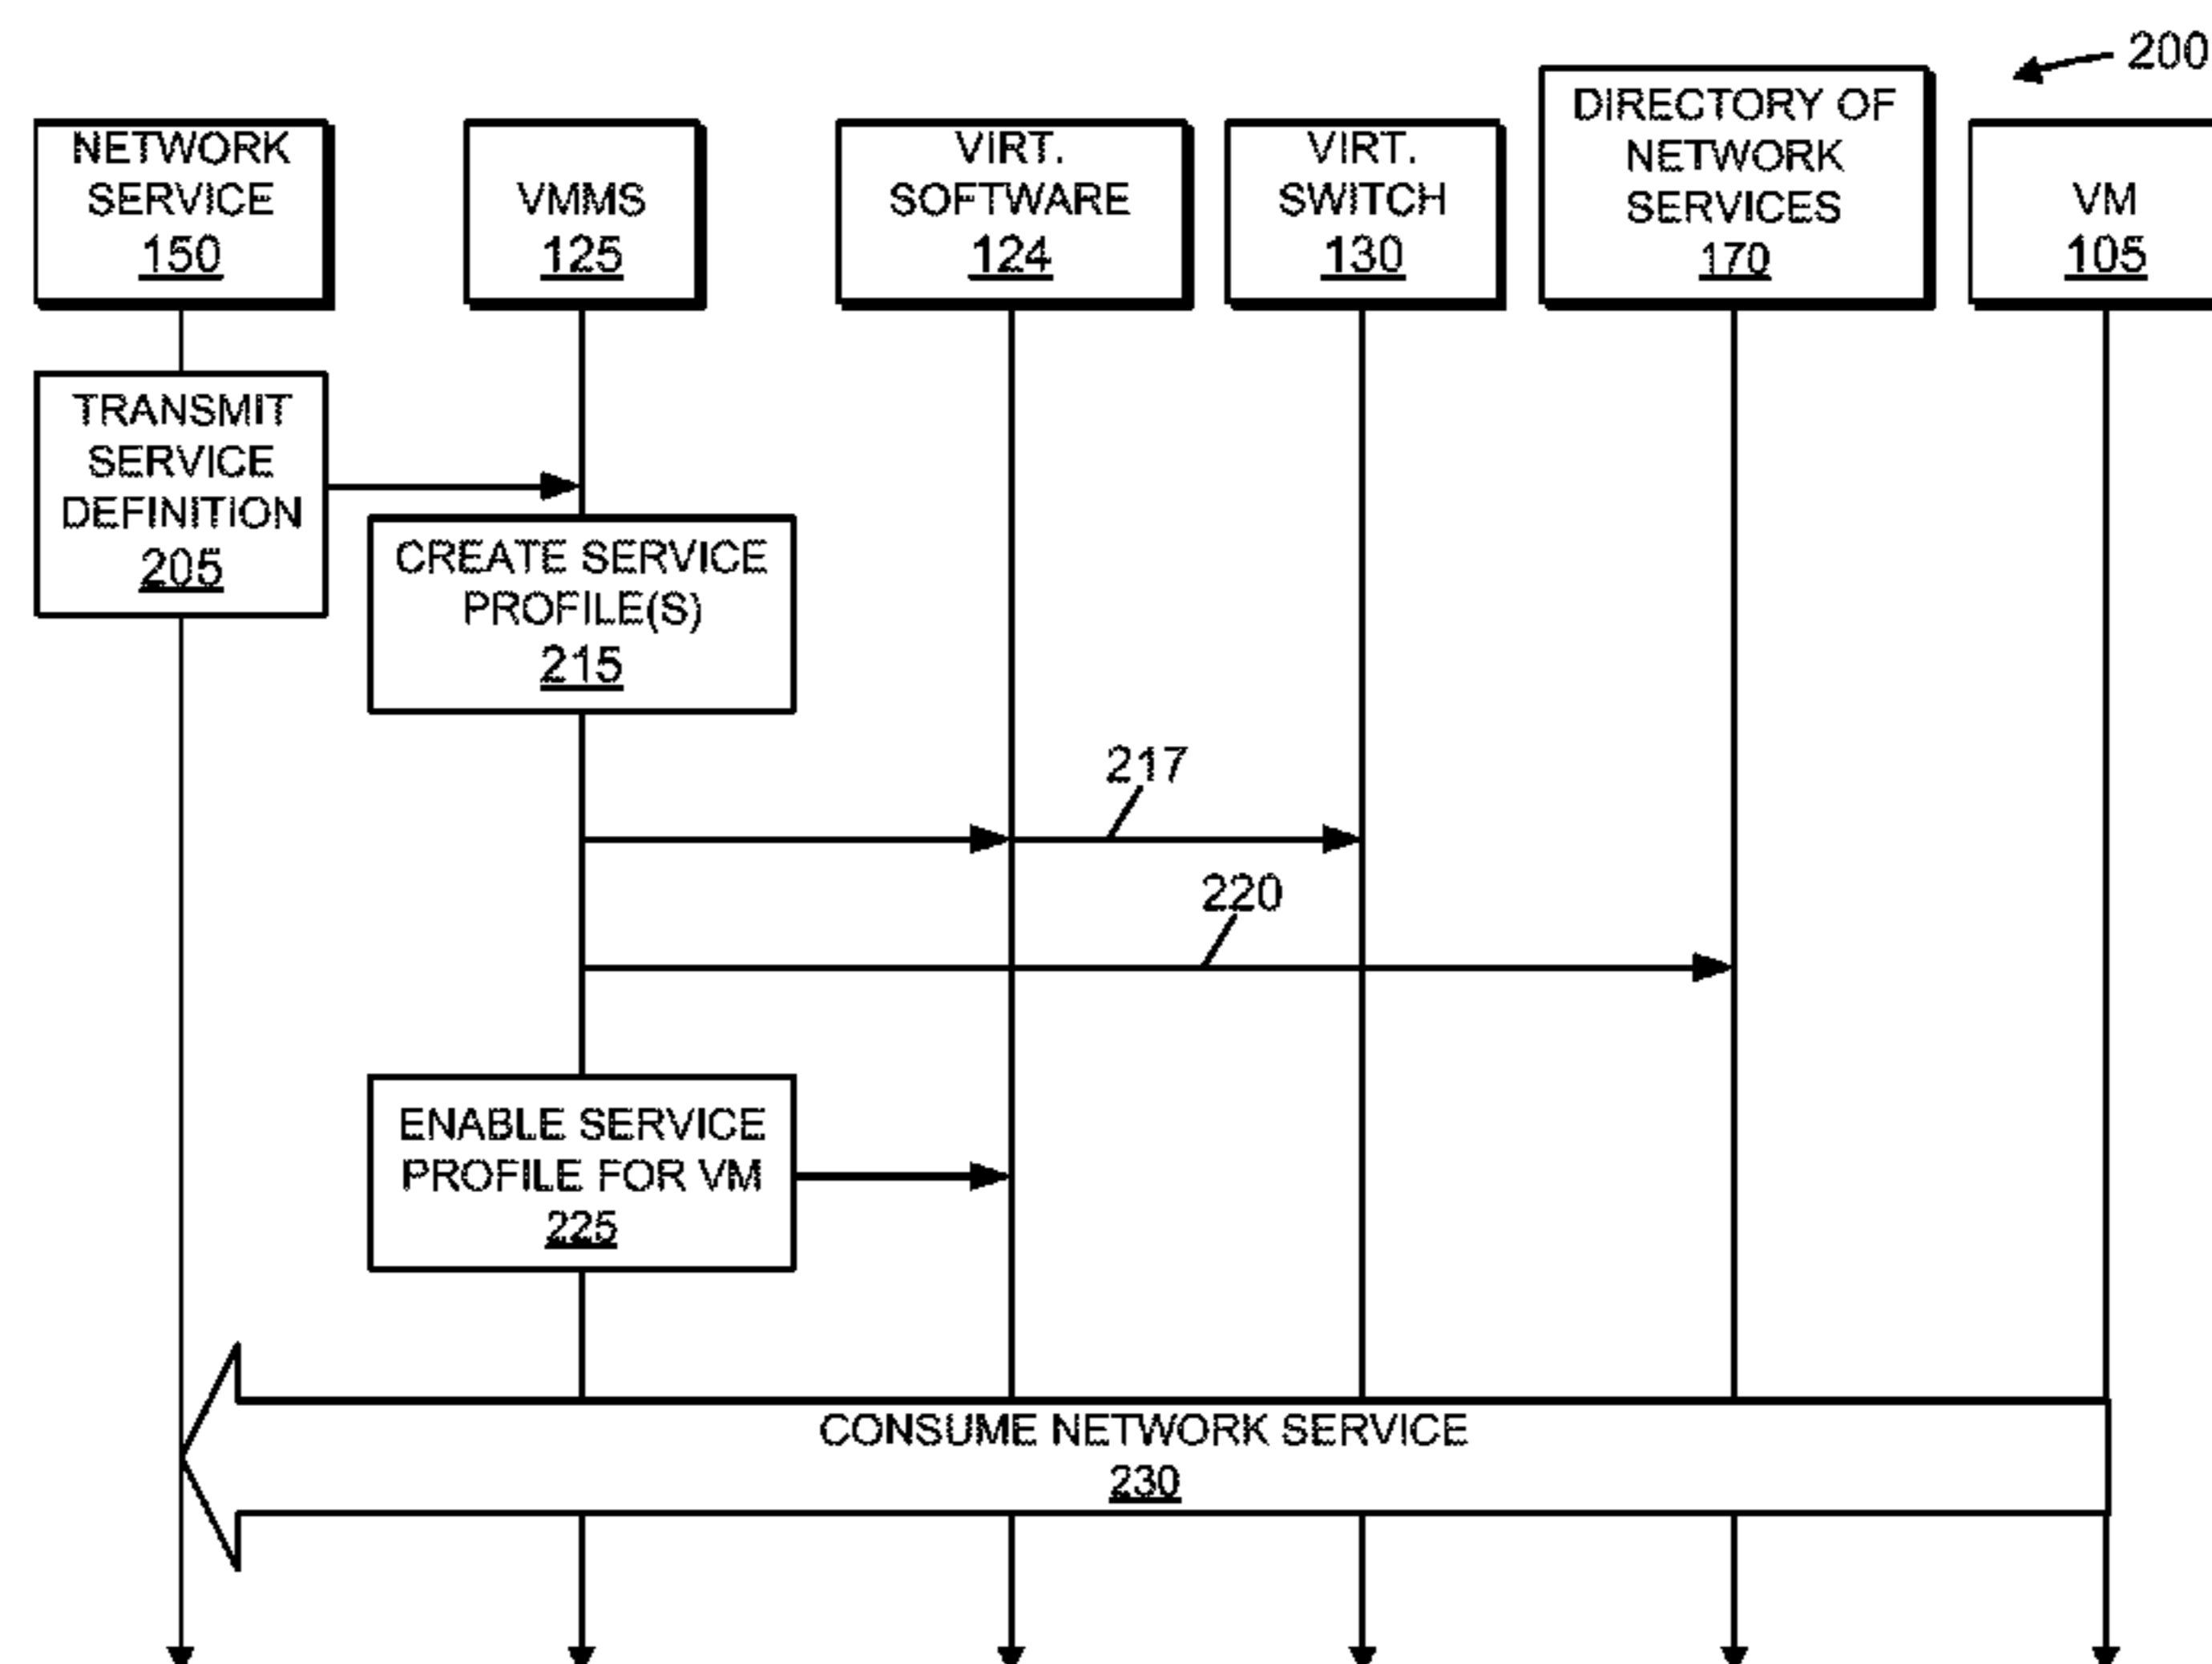 200
NETWORK
SERVICE
150
VMMS
125
VIRT.
SOFTWARE
124
VIRT.
SWITCH
130
DIRECTORY OF
NETWORK
SERVICES
170
VM
105
TRANSMIT
SERVICE
DEFINITION
205
CREATE SERVICE
PROFILE(S)
215
217
220
ENABLE SERVICE
PROFILE FOR VM
225
CONSUME NETWORK SERVICE
230